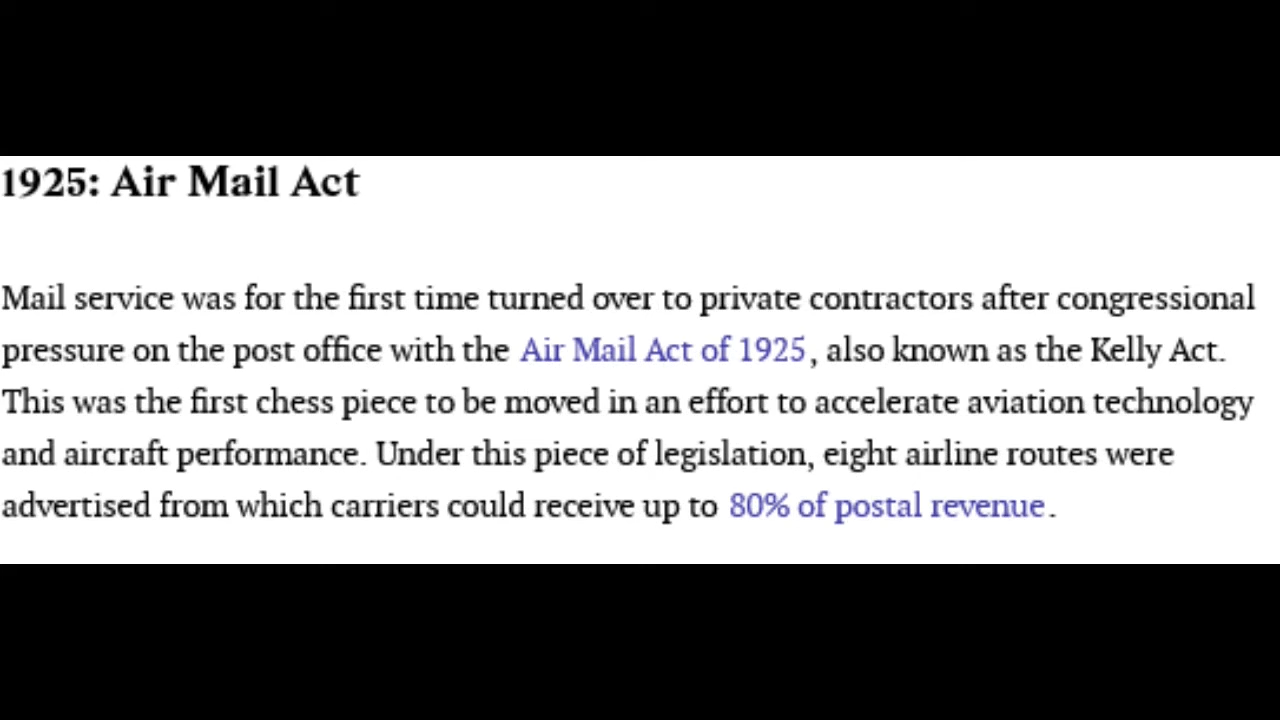 1925: Air Mail Act
Mail service was for the first time turned over to private contractors after congressional
pressure on the post office with the Air Mail Act of 1925, also known as the Kelly Act.
This was the first chess piece to be moved in an effort to accelerate aviation technology
and aircraft performance. Under this piece of legislation, eight airline routes were
advertised from which carriers could receive up to 80% of postal revenue.